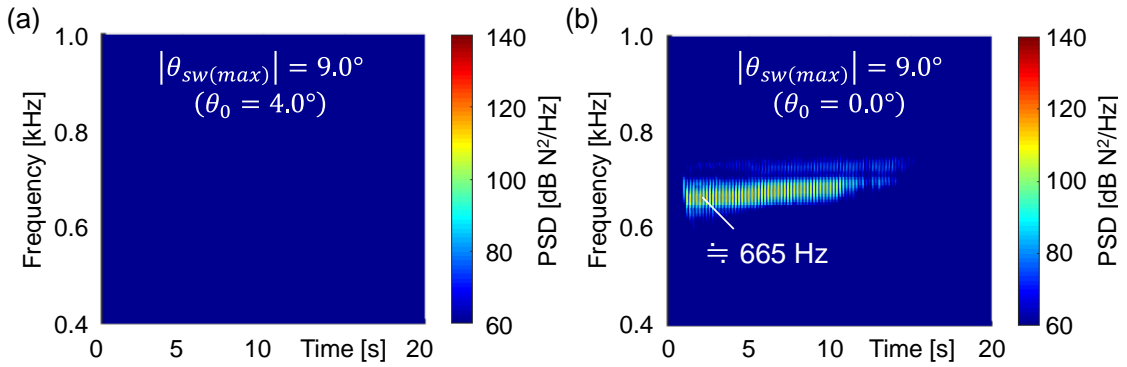 (a)
|θsw(max)| = 9.0°
(θ0 = 4.0°)
Frequency [kHz]
1.0
0.8
0.6
0.4
0
5
10
Time [s]
20
140
120
100
80
60
PSD [dB N²/Hz]
(b)
|θsw(max)| = 9.0°
(θ0 = 0.0°)
≒ 665 Hz
Frequency [kHz]
1.0
0.8
0.6
0.4
0
5
10
Time [s]
20
140
120
100
80
60
PSD [dB N²/Hz]